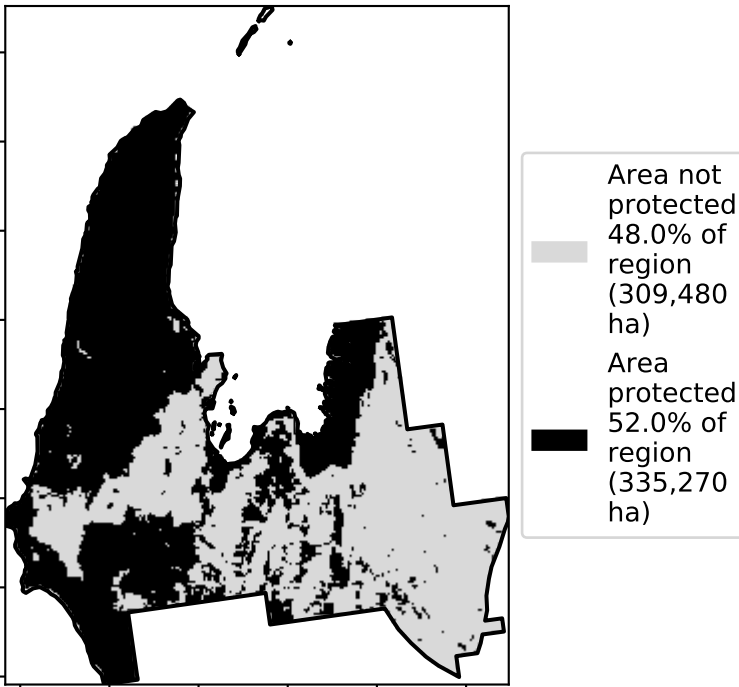 Area not
protected
48.0% of
region
(309,480
ha)
Area
protected
52.0% of
region
(335,270
ha)